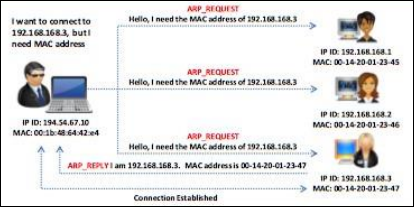 I want to connect to
192.168.168.3, but I
need MAC address
IP ID: 194.54.67.10
MAC: 00:1b:48:64:42:e4
ARP_REQUEST
Hello, I need the MAC address of 192.168.168.3
IP ID: 192.168.168.1
MAC: 00-14-20-01-23-45
ARP_REQUEST
Hello, I need the MAC address of 192.168.168.3
IP ID: 192.168.168.2
MAC: 00-14-20-01-23-46
ARP_REQUEST
Hello, I need the MAC address of 192.168.168.3
ARP_REPLY I am 192.168.168.3. MAC address is 00-14-20-01-23-47
IP ID: 192.168.168.3
MAC: 00-14-20-01-23-47
Connection Established